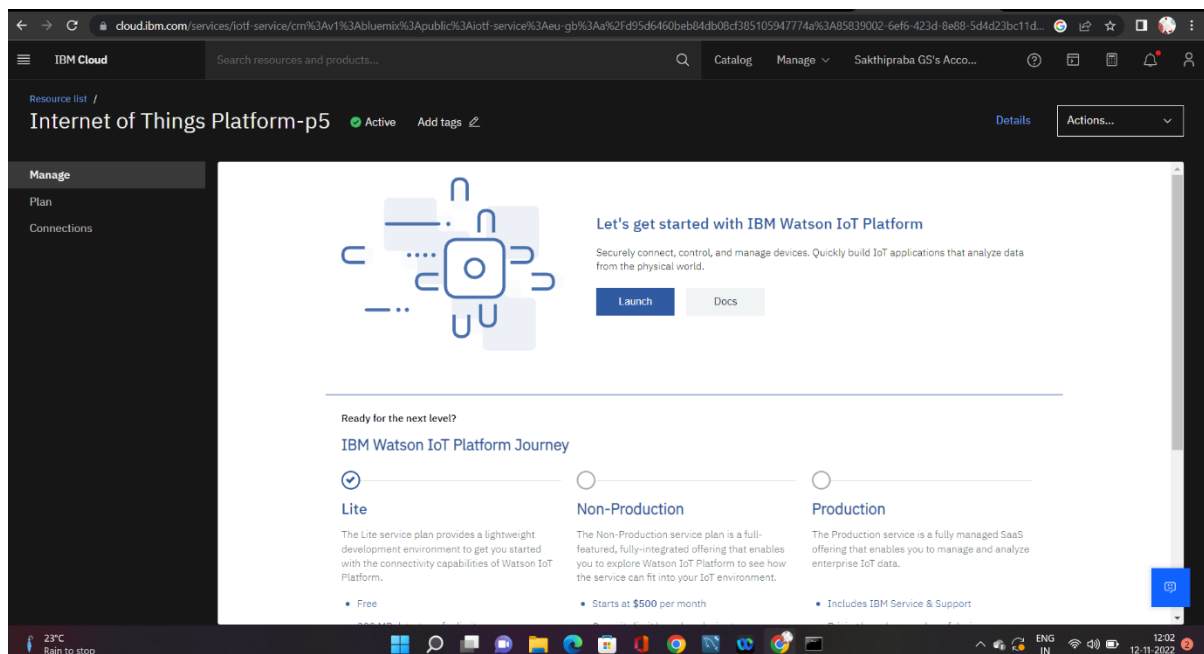 cloud.ibm.com/services/iotf-service/crn%3Av1%3Abluemix%3Apublic%3Aiotf-service%3Aeu-gb%3Aa%2Fd95d6460beb84db08cf385105947774a%3A85839002-6ef6-423d-8e88-5d4d23bc11d...
IBM Cloud
Search resources and products...
Catalog
Manage
Sakthipraba GS's Acco...
Resource list /
Internet of Things Platform-p5
Active
Add tags
Details
Actions...
Manage
Plan
Connections
Let's get started with IBM Watson IoT Platform
Securely connect, control, and manage devices. Quickly build IoT applications that analyze data
from the physical world.
Launch
Docs
Ready for the next level?
IBM Watson IoT Platform Journey
Lite
The Lite service plan provides a lightweight
development environment to get you started
with the connectivity capabilities of Watson IoT
Platform.
• Free
Non-Production
The Non-Production service plan is a full-
featured, fully-integrated offering that enables
you to explore Watson IoT Platform to see how
the service can fit into your IoT environment.
• Starts at $500 per month
Production
The Production service is a fully managed SaaS
offering that enables you to manage and analyze
enterprise IoT data.
• Includes IBM Service & Support
23°C
Rain to stop
ENG
IN
12:02
12-11-2022
2